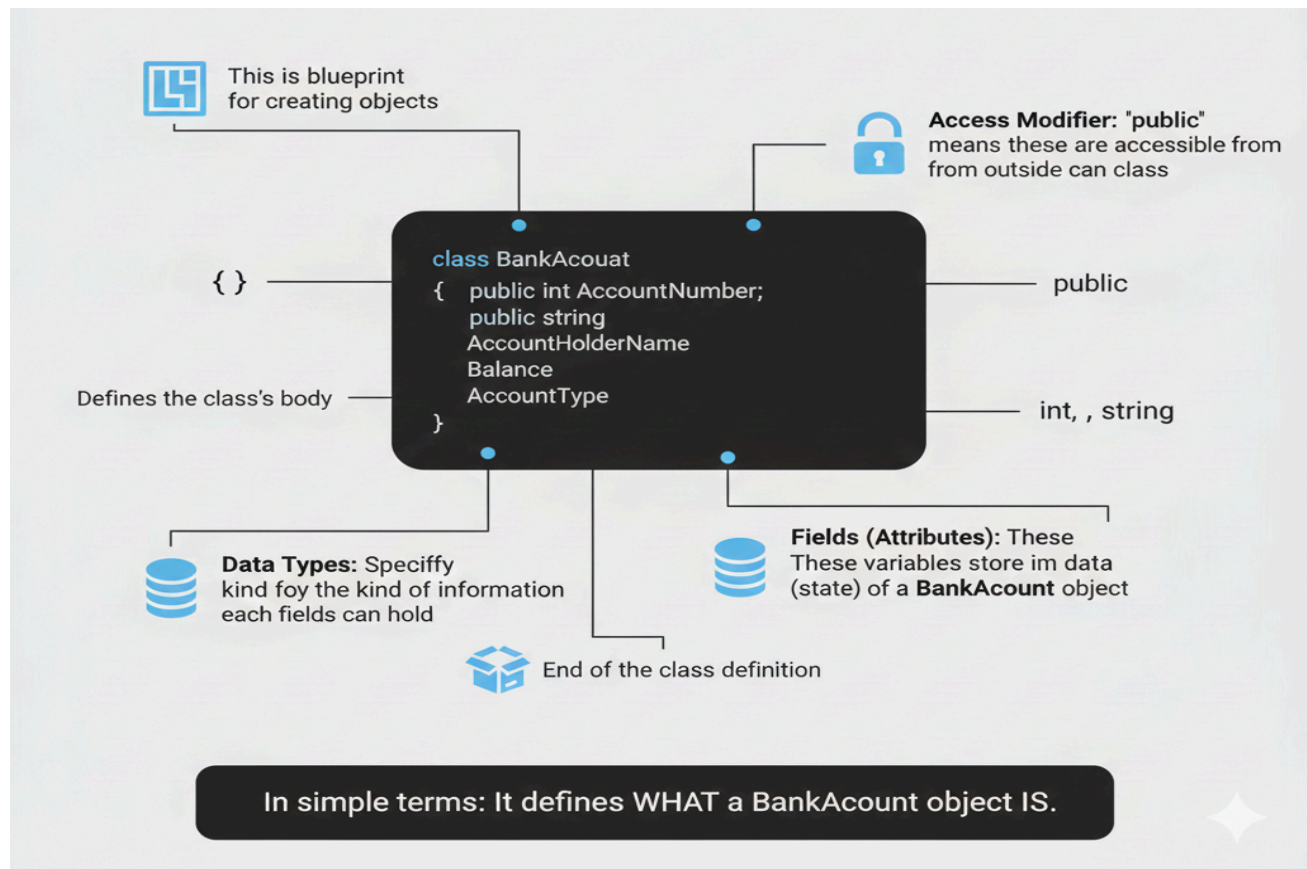 This is blueprint
for creating objects
Access Modifier: "public"
means these are accessible from
from outside can class
class BankAcouat
{ public int AccountNumber;
public string
AccountHolderName
Balance
AccountType
}
{ }
public
Defines the class's body
int, , string
Data Types: Speciffy
kind foy the kind of information
each fields can hold
Fields (Attributes): These
These variables store im data
(state) of a BankAcount object
End of the class definition
In simple terms: It defines WHAT a BankAcount object IS.